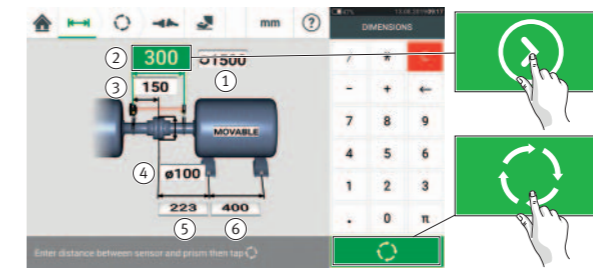 mm ?
DIMENSIONS
2 300 ʊ1500
1
3 150
/ * C
- + ←
MOVABLE
7 8 9
4 5 6
4 ø100
1 2 3
223 400
. 0 π
5 6
Enter distance between sensor and prism then tap